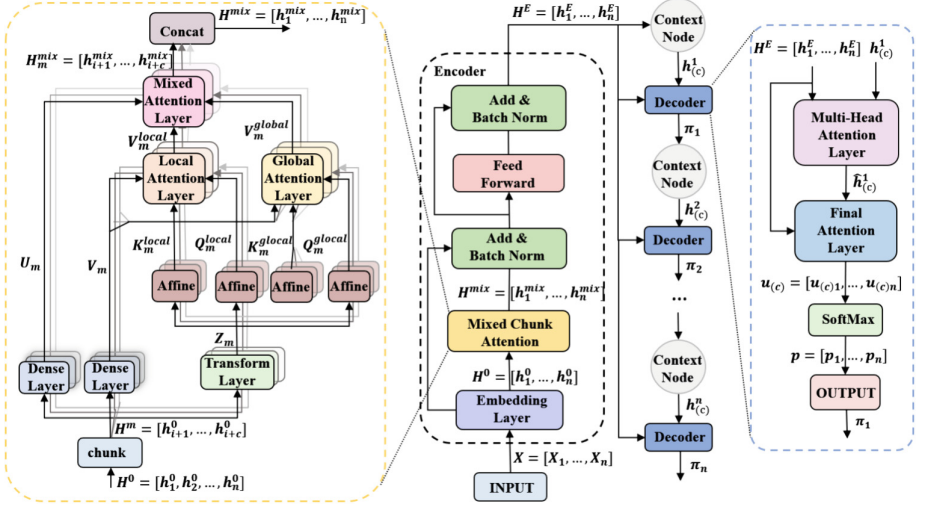 H^mix = [h_1^mix, ..., h_n^mix]
Concat
H_m^mix = [h_{i+1}^mix, ..., h_{i+c}^mix]
Mixed
Attention
Layer
V_m^local
V_m^global
Local
Attention
Layer
Global
Attention
Layer
K_m^local
Q_m^local
K_m^glocal
Q_m^glocal
U_m
V_m
Affine
Affine
Affine
Affine
Z_m
Dense
Layer
Dense
Layer
Transform
Layer
H^m = [h_{i+1}^0, ..., h_{i+c}^0]
chunk
H^0 = [h_1^0, h_2^0, ..., h_n^0]
H^E = [h_1^E, ..., h_n^E]
Encoder
Add &
Batch Norm
Feed
Forward
Add &
Batch Norm
H^mix = [h_1^mix, ..., h_n^mix]
Mixed Chunk
Attention
H^0 = [h_1^0, ..., h_n^0]
Embedding
Layer
X = [X_1, ..., X_n]
INPUT
Context
Node
h_(c)^1
Decoder
π_1
Context
Node
h_(c)^2
Decoder
π_2
...
Context
Node
h_(c)^n
Decoder
π_n
H^E = [h_1^E, ..., h_n^E] h_(c)^1
Multi-Head
Attention
Layer
ĥ_(c)^1
Final
Attention
Layer
u_(c) = [u_(c)1, ..., u_(c)n]
SoftMax
p = [p_1, ..., p_n]
OUTPUT
π_1